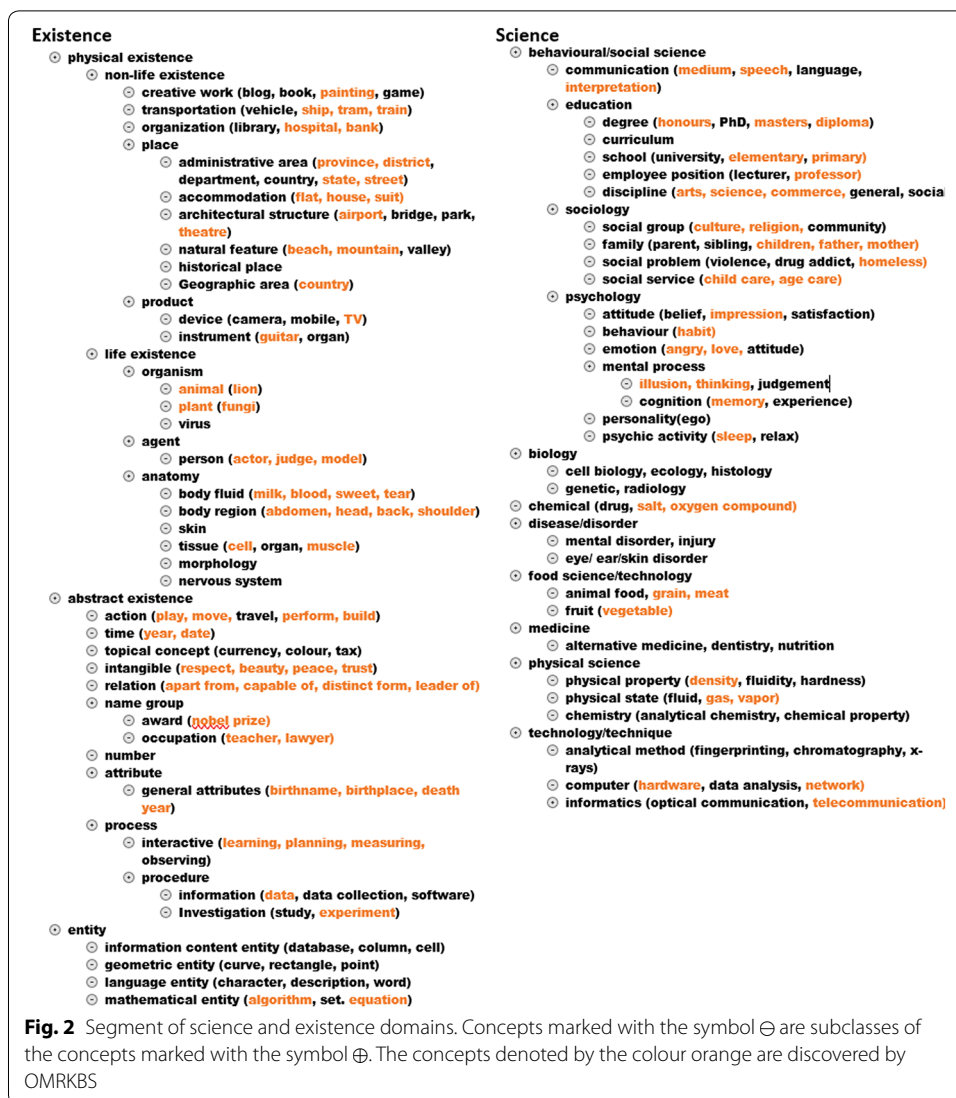 Existence
physical existence
non-life existence
creative work (blog, book, painting, game)
transportation (vehicle, ship, tram, train)
organization (library, hospital, bank)
place
administrative area (province, district,
department, country, state, street)
accommodation (flat, house, suit)
architectural structure (airport, bridge, park,
theatre)
natural feature (beach, mountain, valley)
historical place
Geographic area (country)
product
device (camera, mobile, TV)
instrument (guitar, organ)
life existence
organism
animal (lion)
plant (fungi)
virus
agent
person (actor, judge, model)
anatomy
body fluid (milk, blood, sweet, tear)
body region (abdomen, head, back, shoulder)
skin
tissue (cell, organ, muscle)
morphology
nervous system
abstract existence
action (play, move, travel, perform, build)
time (year, date)
topical concept (currency, colour, tax)
intangible (respect, beauty, peace, trust)
relation (apart from, capable of, distinct form, leader of)
name group
award (nobel prize)
occupation (teacher, lawyer)
number
attribute
general attributes (birthname, birthplace, death
year)
process
interactive (learning, planning, measuring,
observing)
procedure
information (data, data collection, software)
Investigation (study, experiment)
entity
information content entity (database, column, cell)
geometric entity (curve, rectangle, point)
language entity (character, description, word)
mathematical entity (algorithm, set. equation)
Science
behavioural/social science
communication (medium, speech, language,
interpretation)
education
degree (honours, PhD, masters, diploma)
curriculum
school (university, elementary, primary)
employee position (lecturer, professor)
discipline (arts, science, commerce, general, social
sociology
social group (culture, religion, community)
family (parent, sibling, children, father, mother)
social problem (violence, drug addict, homeless)
social service (child care, age care)
psychology
attitude (belief, impression, satisfaction)
behaviour (habit)
emotion (angry, love, attitude)
mental process
illusion, thinking, judgement
cognition (memory, experience)
personality(ego)
psychic activity (sleep, relax)
biology
cell biology, ecology, histology
genetic, radiology
chemical (drug, salt, oxygen compound)
disease/disorder
mental disorder, injury
eye/ ear/skin disorder
food science/technology
animal food, grain, meat
fruit (vegetable)
medicine
alternative medicine, dentistry, nutrition
physical science
physical property (density, fluidity, hardness)
physical state (fluid, gas, vapor)
chemistry (analytical chemistry, chemical property)
technology/technique
analytical method (fingerprinting, chromatography, x-
rays)
computer (hardware, data analysis, network)
informatics (optical communication, telecommunication)
Fig. 2 Segment of science and existence domains. Concepts marked with the symbol ⊖ are subclasses of
the concepts marked with the symbol ⊕. The concepts denoted by the colour orange are discovered by
OMRKBS